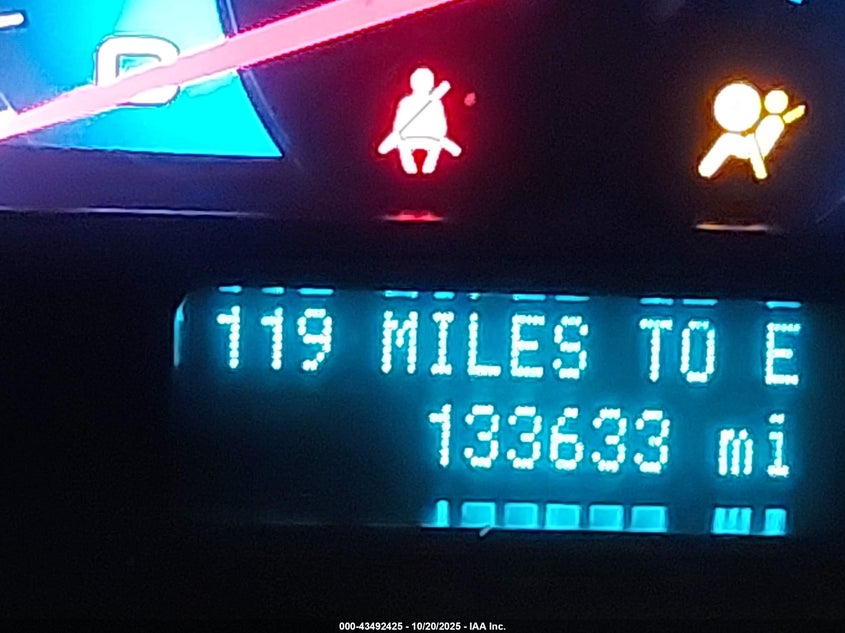 C
119 MILES TO E
133633 mi
000-43492425 - 10/20/2025 - IAA Inc.